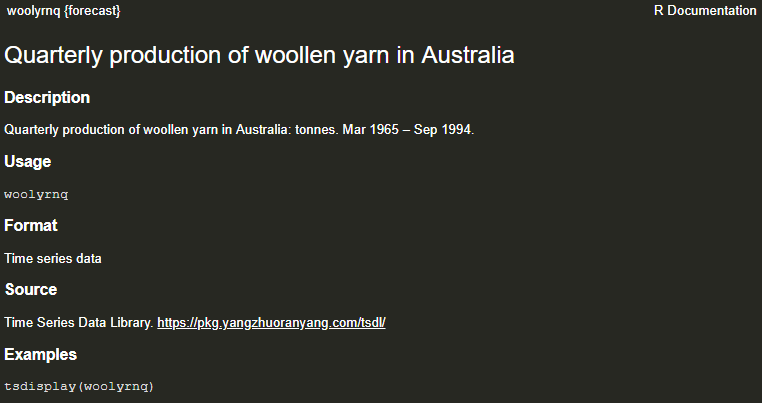 woolyrnq {forecast} R Documentation
Quarterly production of woollen yarn in Australia
Description
Quarterly production of woollen yarn in Australia: tonnes. Mar 1965 – Sep 1994.
Usage
woolyrnq
Format
Time series data
Source
Time Series Data Library. https://pkg.yangzhuoranyang.com/tsdl/
Examples
tsdisplay(woolyrnq)